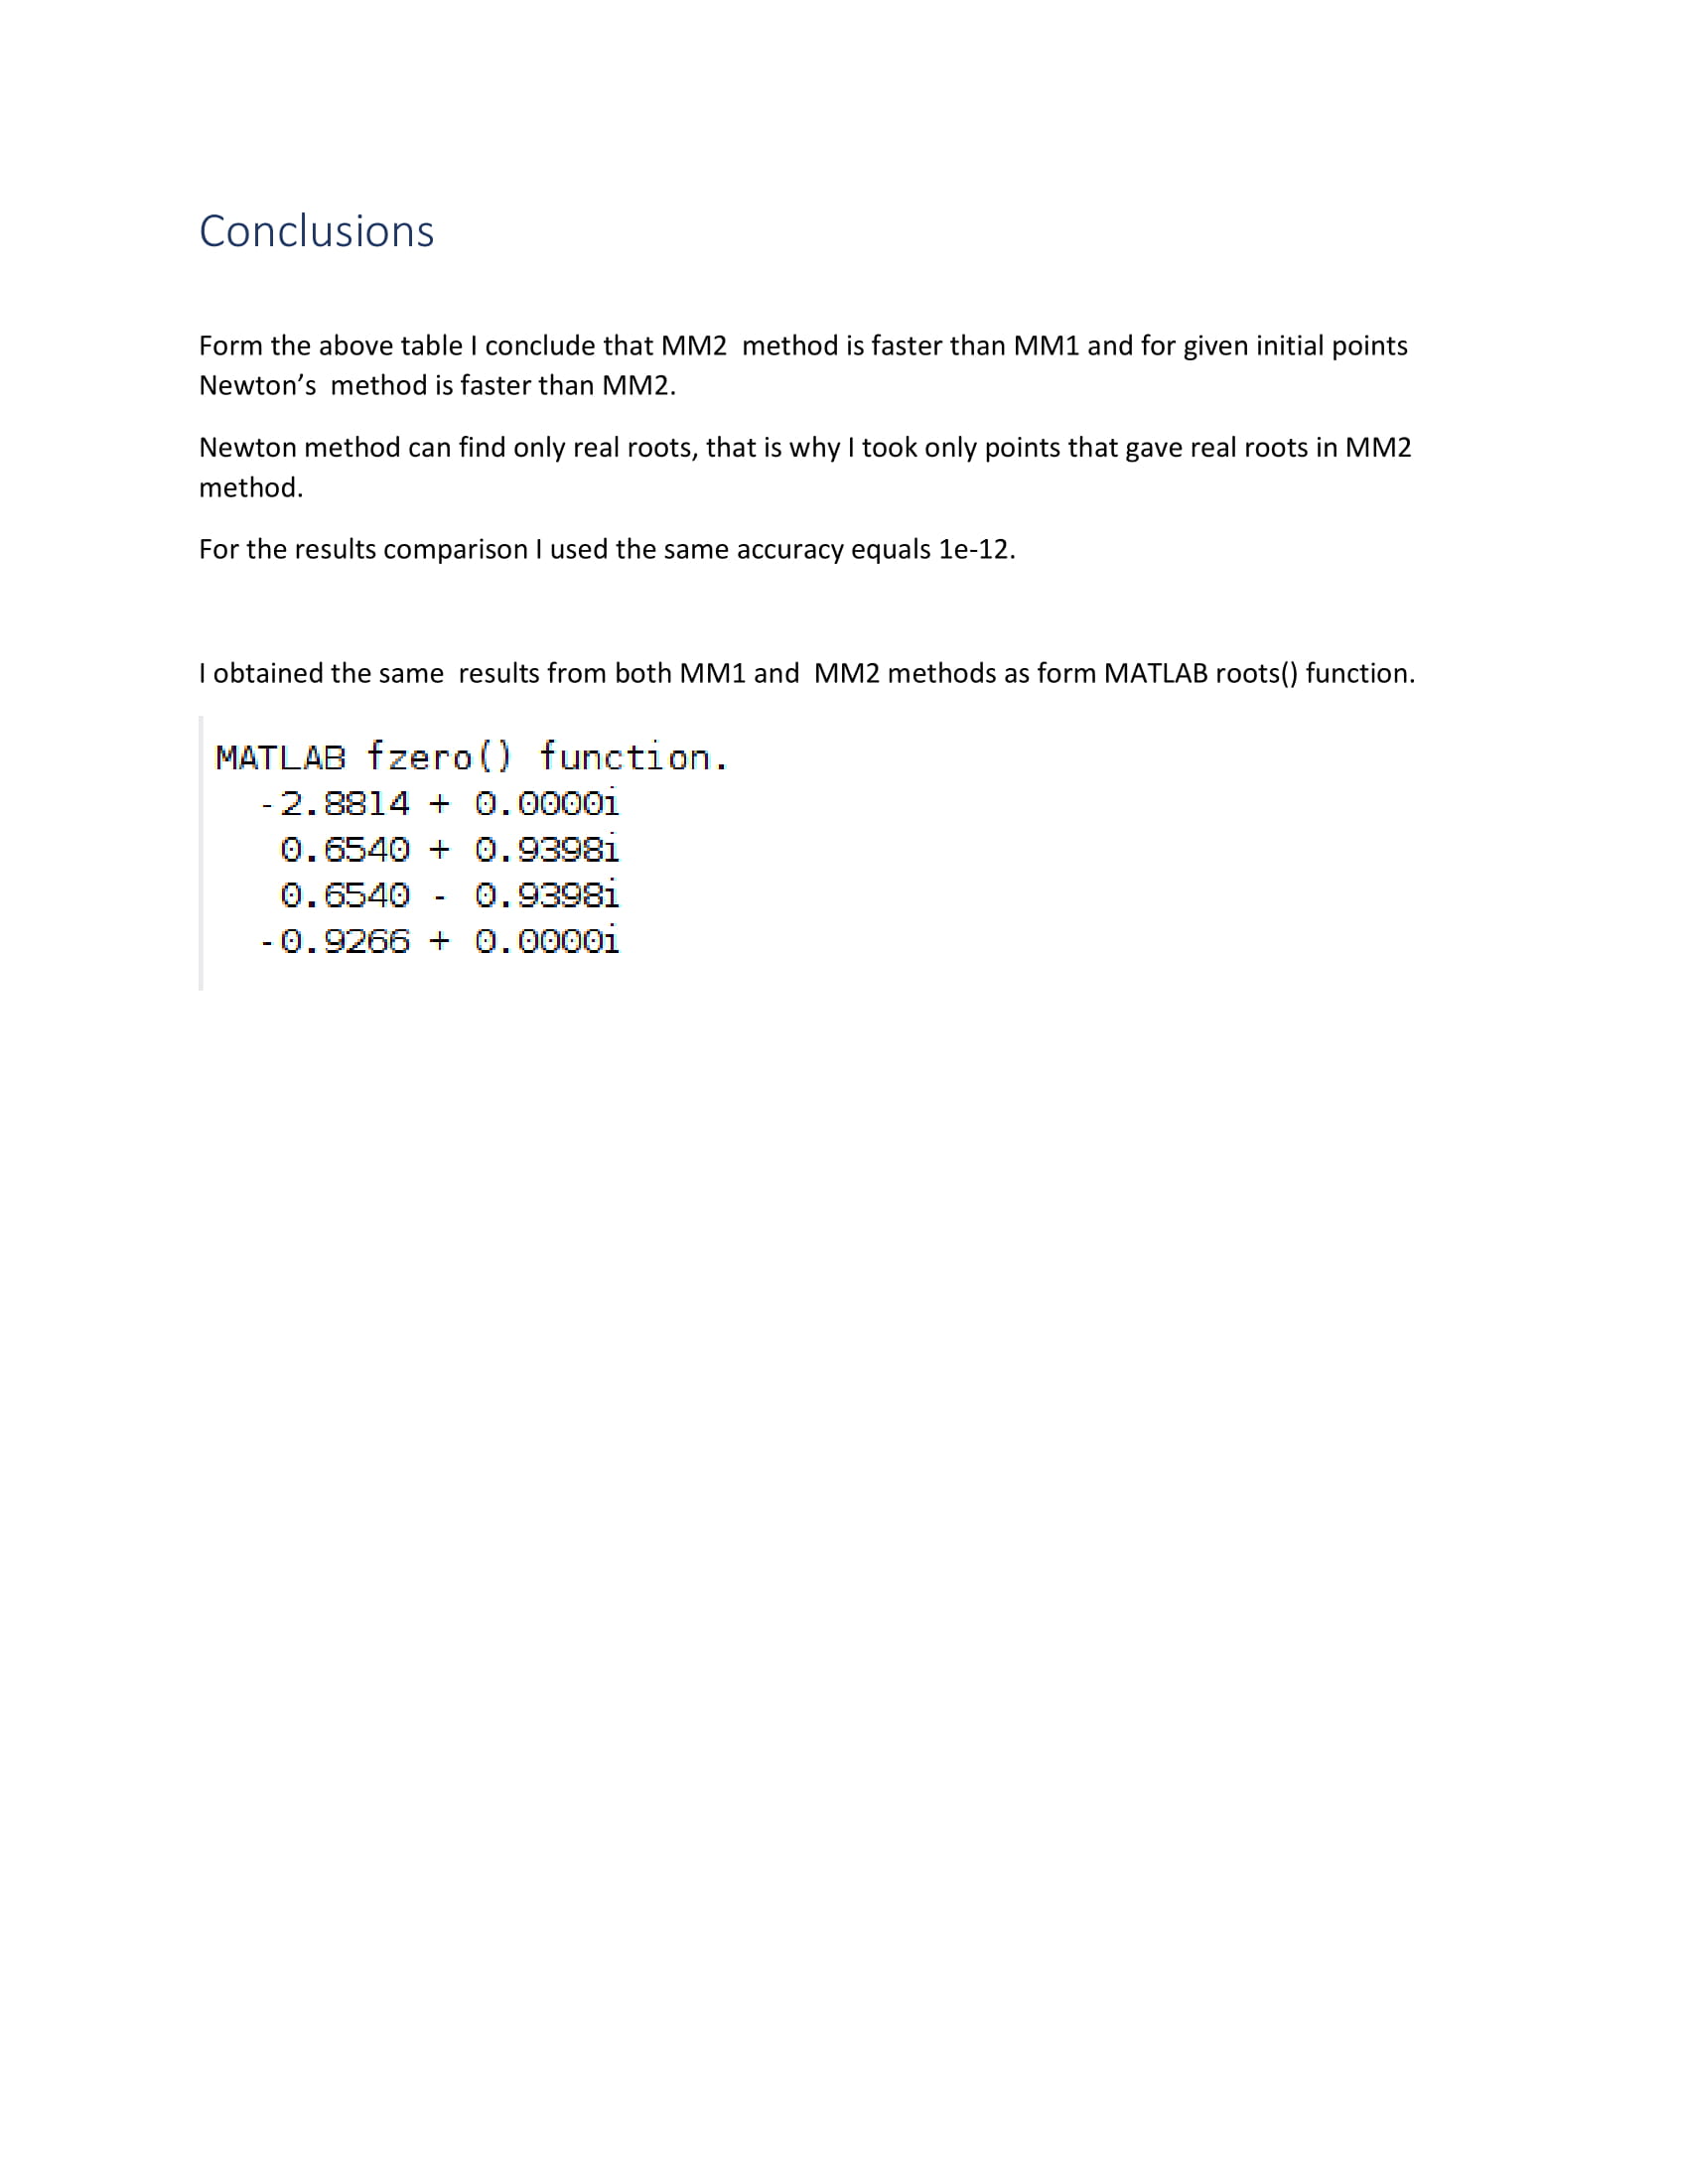 Conclusions
Form the above table I conclude that MM2  method is faster than MM1 and for given initial points
Newton’s  method is faster than MM2.
Newton method can find only real roots, that is why I took only points that gave real roots in MM2
method.
For the results comparison I used the same accuracy equals 1e-12.
I obtained the same  results from both MM1 and  MM2 methods as form MATLAB roots() function.
MATLAB fzero() function.
-2.8814 + 0.0000i
0.6540 + 0.9398i
0.6540 - 0.9398i
-0.9266 + 0.0000i